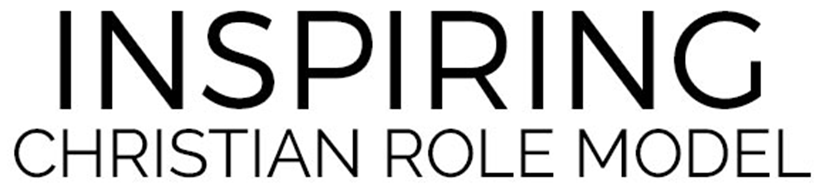 INSPIRING
CHRISTIAN ROLE MODEL